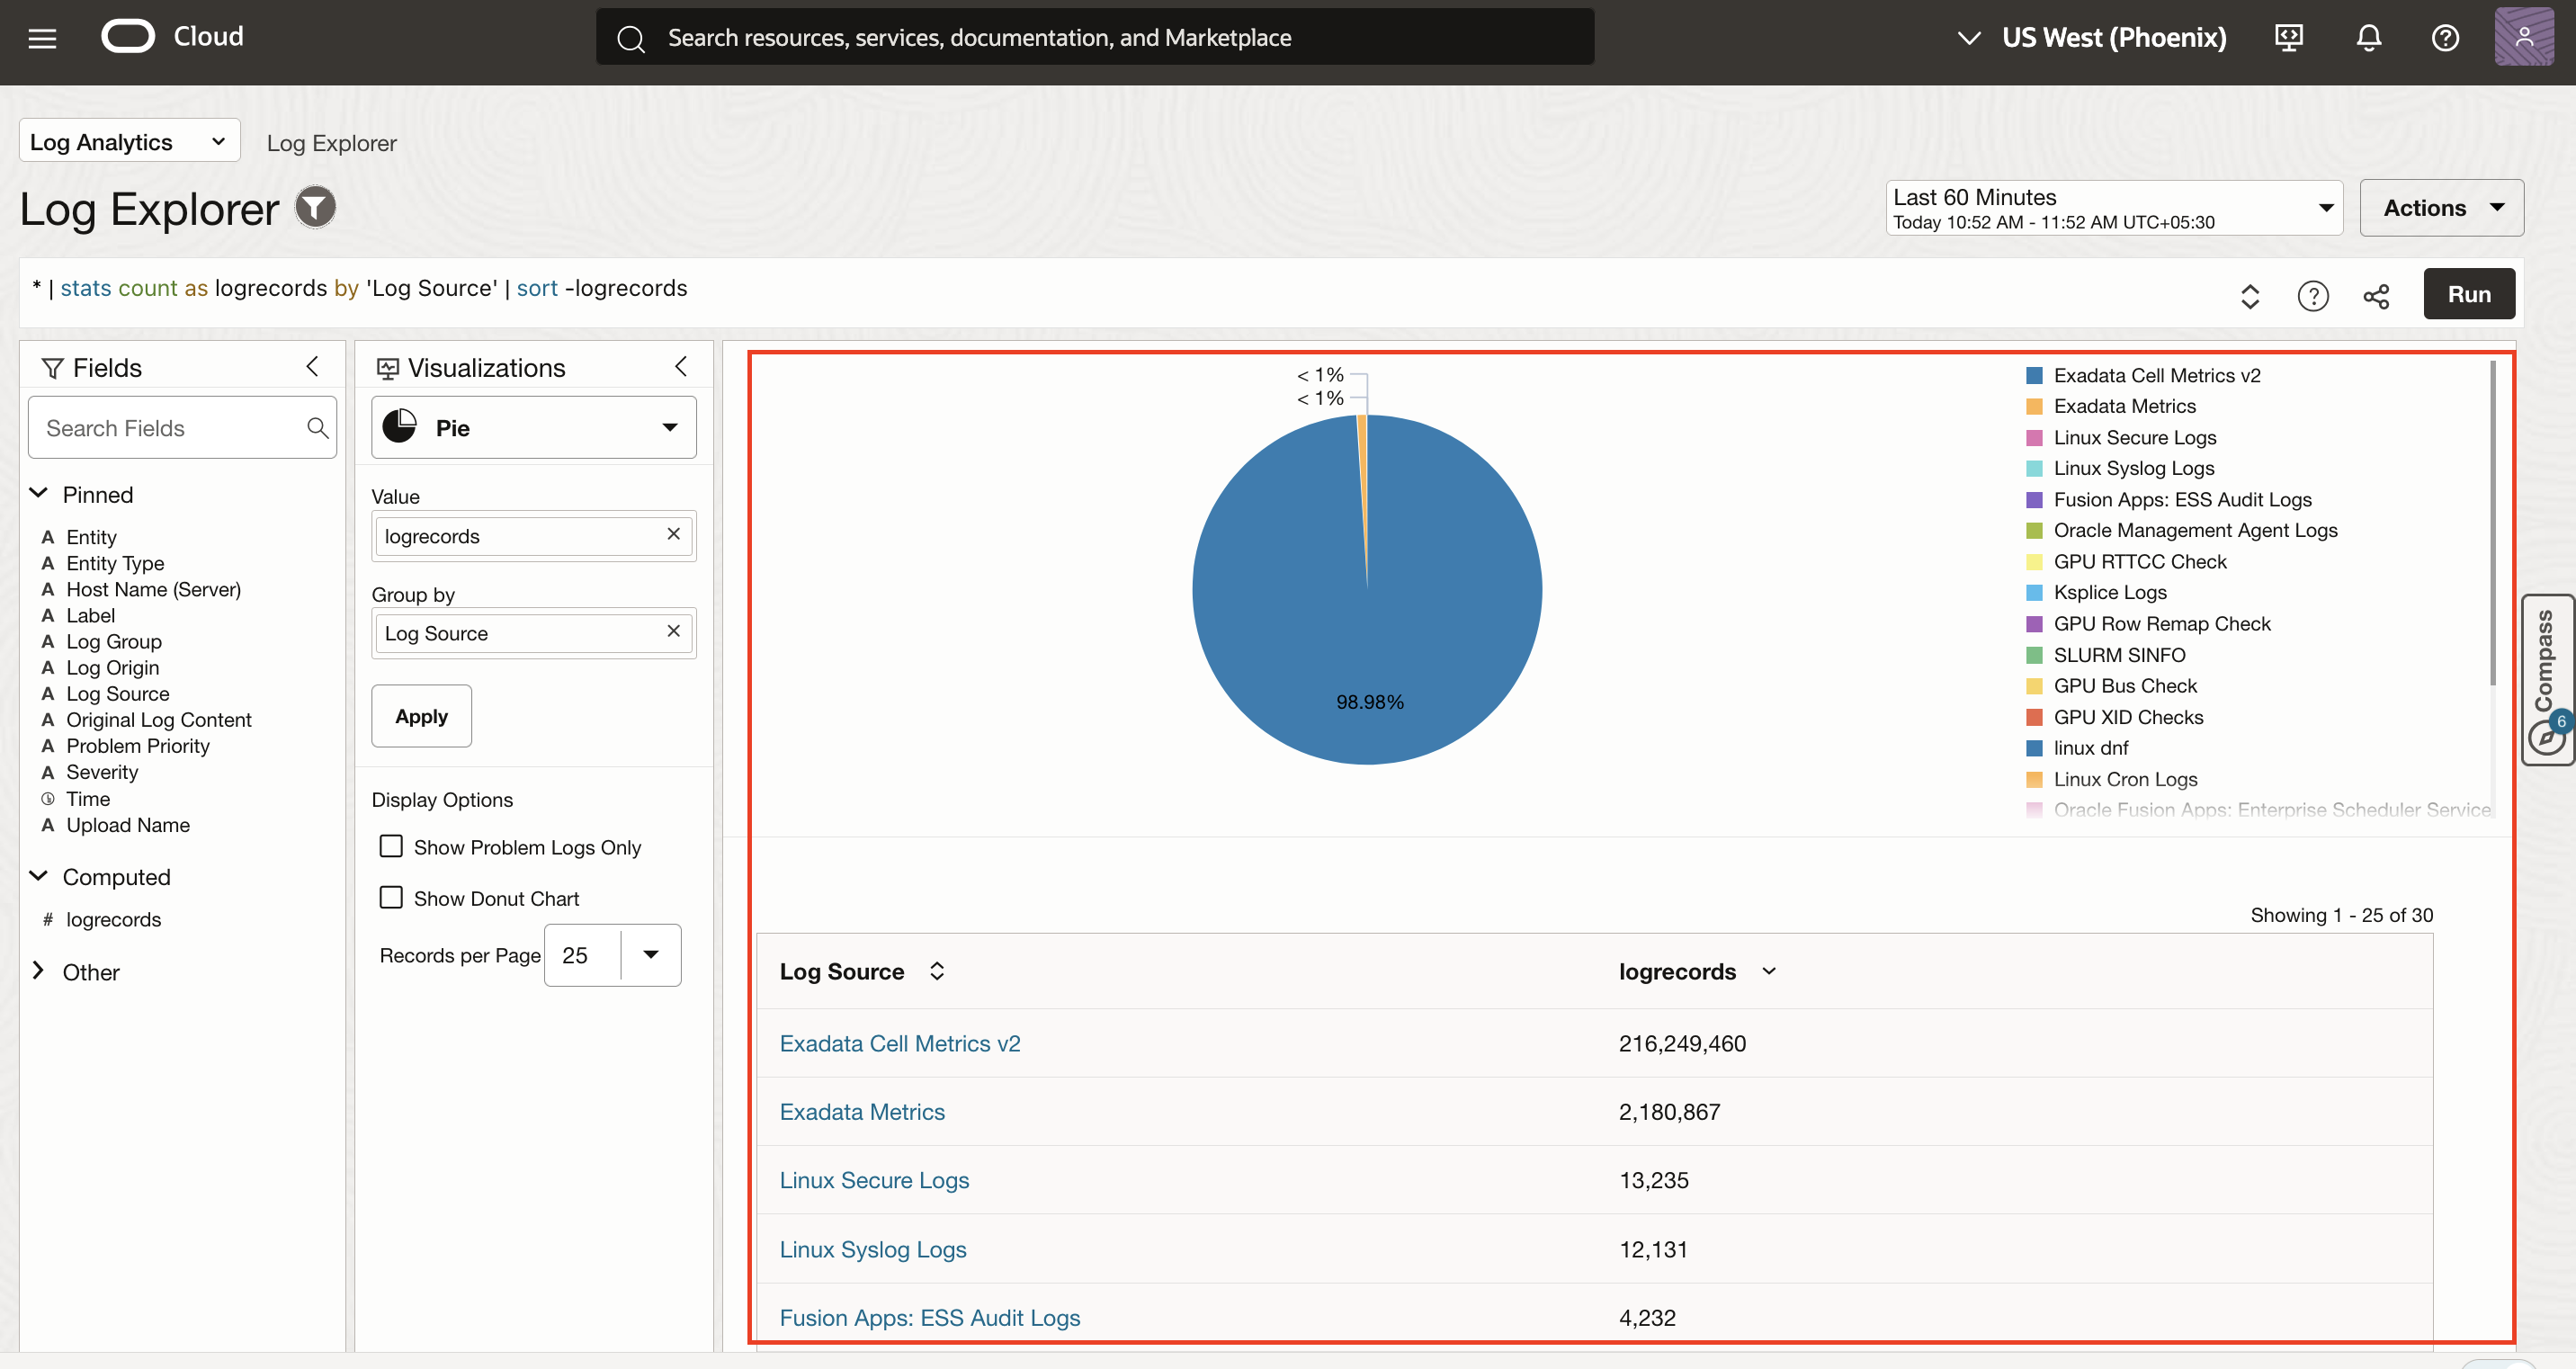 Cloud
Search resources, services, documentation, and Marketplace
US West (Phoenix)
Log Analytics
Log Explorer
Log Explorer
Last 60 Minutes
Today 10:52 AM - 11:52 AM UTC+05:30
Actions
* | stats count as logrecords by 'Log Source' | sort -logrecords
Run
Fields
Search Fields
Pinned
A Entity
A Entity Type
A Host Name (Server)
A Label
A Log Group
A Log Origin
A Log Source
A Original Log Content
A Problem Priority
A Severity
Time
A Upload Name
Computed
# logrecords
Other
Visualizations
Pie
Value
logrecords
Group by
Log Source
Apply
Display Options
Show Problem Logs Only
Show Donut Chart
Records per Page 25
< 1%
< 1%
98.98%
Exadata Cell Metrics v2
Exadata Metrics
Linux Secure Logs
Linux Syslog Logs
Fusion Apps: ESS Audit Logs
Oracle Management Agent Logs
GPU RTTCC Check
Ksplice Logs
GPU Row Remap Check
SLURM SINFO
GPU Bus Check
GPU XID Checks
linux dnf
Linux Cron Logs
Oracle Fusion Apps: Enterprise Scheduler Service
Showing 1 - 25 of 30
Log Source logrecords
Exadata Cell Metrics v2 216,249,460
Exadata Metrics 2,180,867
Linux Secure Logs 13,235
Linux Syslog Logs 12,131
Fusion Apps: ESS Audit Logs 4,232
Compass
6